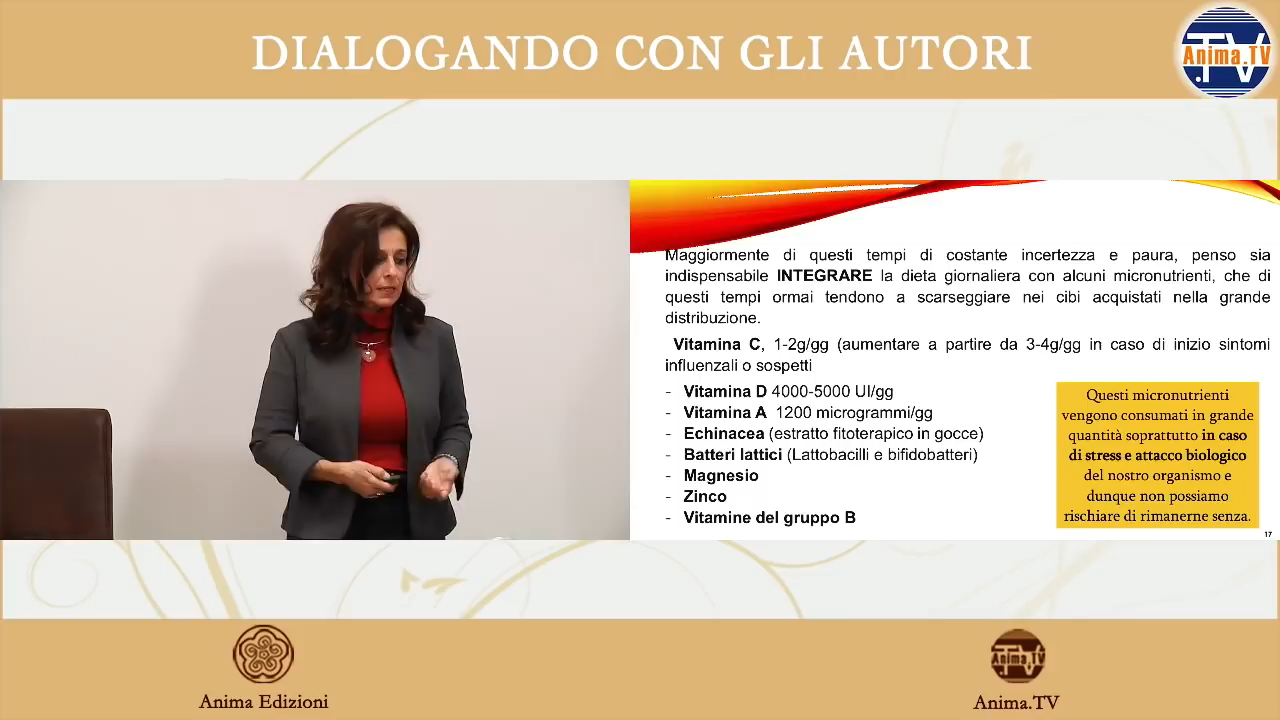 DIALOGANDO CON GLI AUTORI
Anima.TV
TV
Maggiormente di questi tempi di costante incertezza e paura, penso sia
indispensabile INTEGRARE la dieta giornaliera con alcuni micronutrienti, che di
questi tempi ormai tendono a scarseggiare nei cibi acquistati nella grande
distribuzione.
Vitamina C, 1-2g/gg (aumentare a partire da 3-4g/gg in caso di inizio sintomi
influenzali o sospetti
- Vitamina D 4000-5000 UI/gg
- Vitamina A 1200 microgrammi/gg
- Echinacea (estratto fitoterapico in gocce)
- Batteri lattici (Lattobacilli e bifidobatteri)
- Magnesio
- Zinco
- Vitamine del gruppo B
Questi micronutrienti
vengono consumati in grande
quantità soprattutto in caso
di stress e attacco biologico
del nostro organismo e
dunque non possiamo
rischiare di rimanerne senza.
17
Anima.TV
TV
Anima Edizioni
Anima.TV